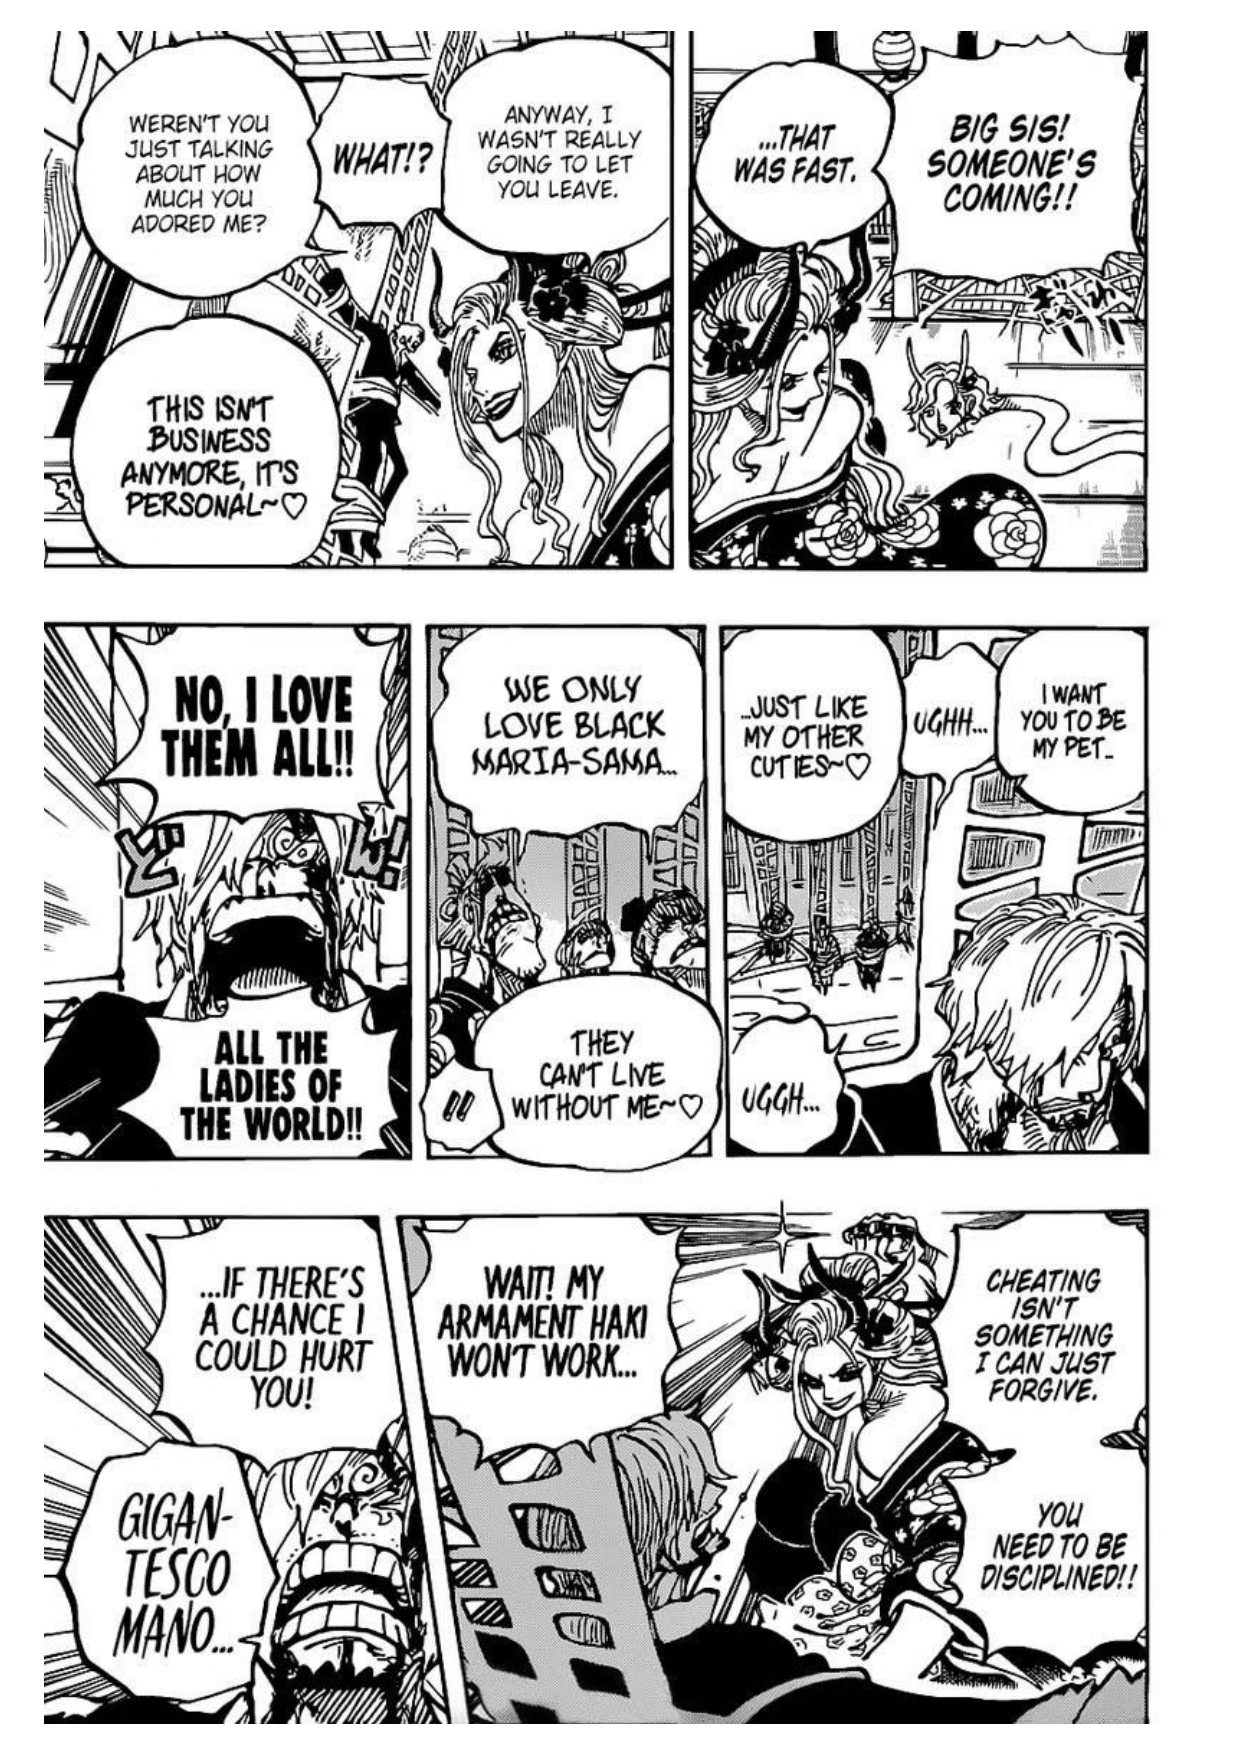 BIG SIS!
SOMEONE'S
COMING!!
...THAT
WAS FAST.
ANYWAY, I
WASN'T REALLY
GOING TO LET
YOU LEAVE.
WHAT!?
WEREN'T YOU
JUST TALKING
ABOUT HOW
MUCH YOU
ADORED ME?
THIS ISN'T
BUSINESS
ANYMORE, IT'S
PERSONAL~♡
I WANT
YOU TO BE
MY PET..
UGHH...
...JUST LIKE
MY OTHER
CUTIES~♡
UGGH...
WE ONLY
LOVE BLACK
MARIA-SAMA...
THEY
CAN'T LIVE
WITHOUT ME~♡
!!
NO, I LOVE
THEM ALL!!
ど ん!
ALL THE
LADIES OF
THE WORLD!!
CHEATING
ISN'T
SOMETHING
I CAN JUST
FORGIVE.
YOU
NEED TO BE
DISCIPLINED!!
WAIT! MY
ARMAMENT HAKI
WON'T WORK...
...IF THERE'S
A CHANCE I
COULD HURT
YOU!
GIGAN-
TESCO
MANO...